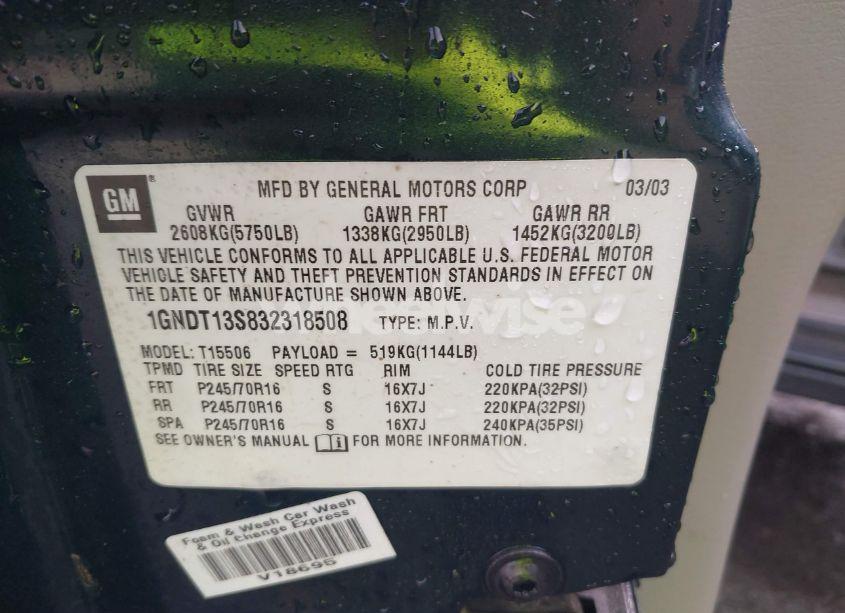 GM ® MFD BY GENERAL MOTORS CORP 03/03
GVWR GAWR FRT GAWR RR
2608KG(5750LB) 1338KG(2950LB) 1452KG(3200LB)
THIS VEHICLE CONFORMS TO ALL APPLICABLE U.S. FEDERAL MOTOR
VEHICLE SAFETY AND THEFT PREVENTION STANDARDS IN EFFECT ON
THE DATE OF MANUFACTURE SHOWN ABOVE.
1GNDT13S832318508 TYPE: M.P.V.
MODEL: T15506 PAYLOAD = 519KG(1144LB)
TPMD TIRE SIZE SPEED RTG RIM COLD TIRE PRESSURE
FRT P245/70R16 S 16X7J 220KPA(32PSI)
RR P245/70R16 S 16X7J 220KPA(32PSI)
SPA P245/70R16 S 16X7J 240KPA(35PSI)
SEE OWNER'S MANUAL FOR MORE INFORMATION.
Foam & Wash Car Wash
& Oil Change Express
V18695